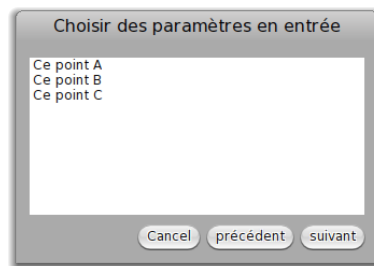 Choisir des paramètres en entrée
Ce point A
Ce point B
Ce point C
Cancel précédent suivant